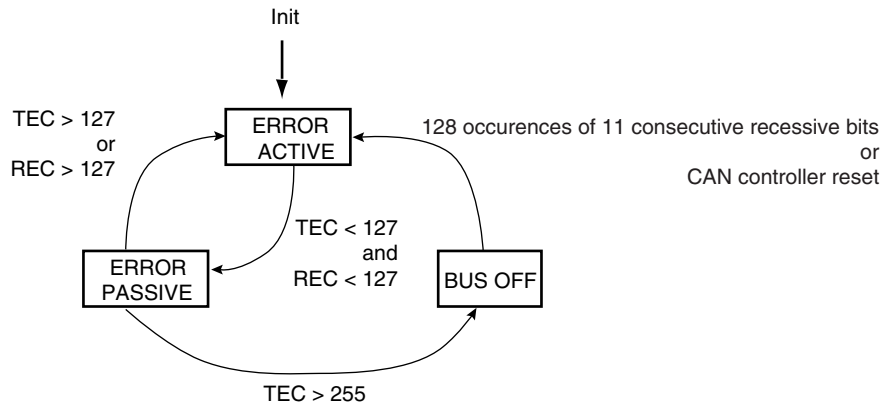 Init
TEC > 127
or
REC > 127
ERROR
ACTIVE
128 occurences of 11 consecutive recessive bits
or
CAN controller reset
TEC < 127
and
REC < 127
ERROR
PASSIVE
BUS OFF
TEC > 255